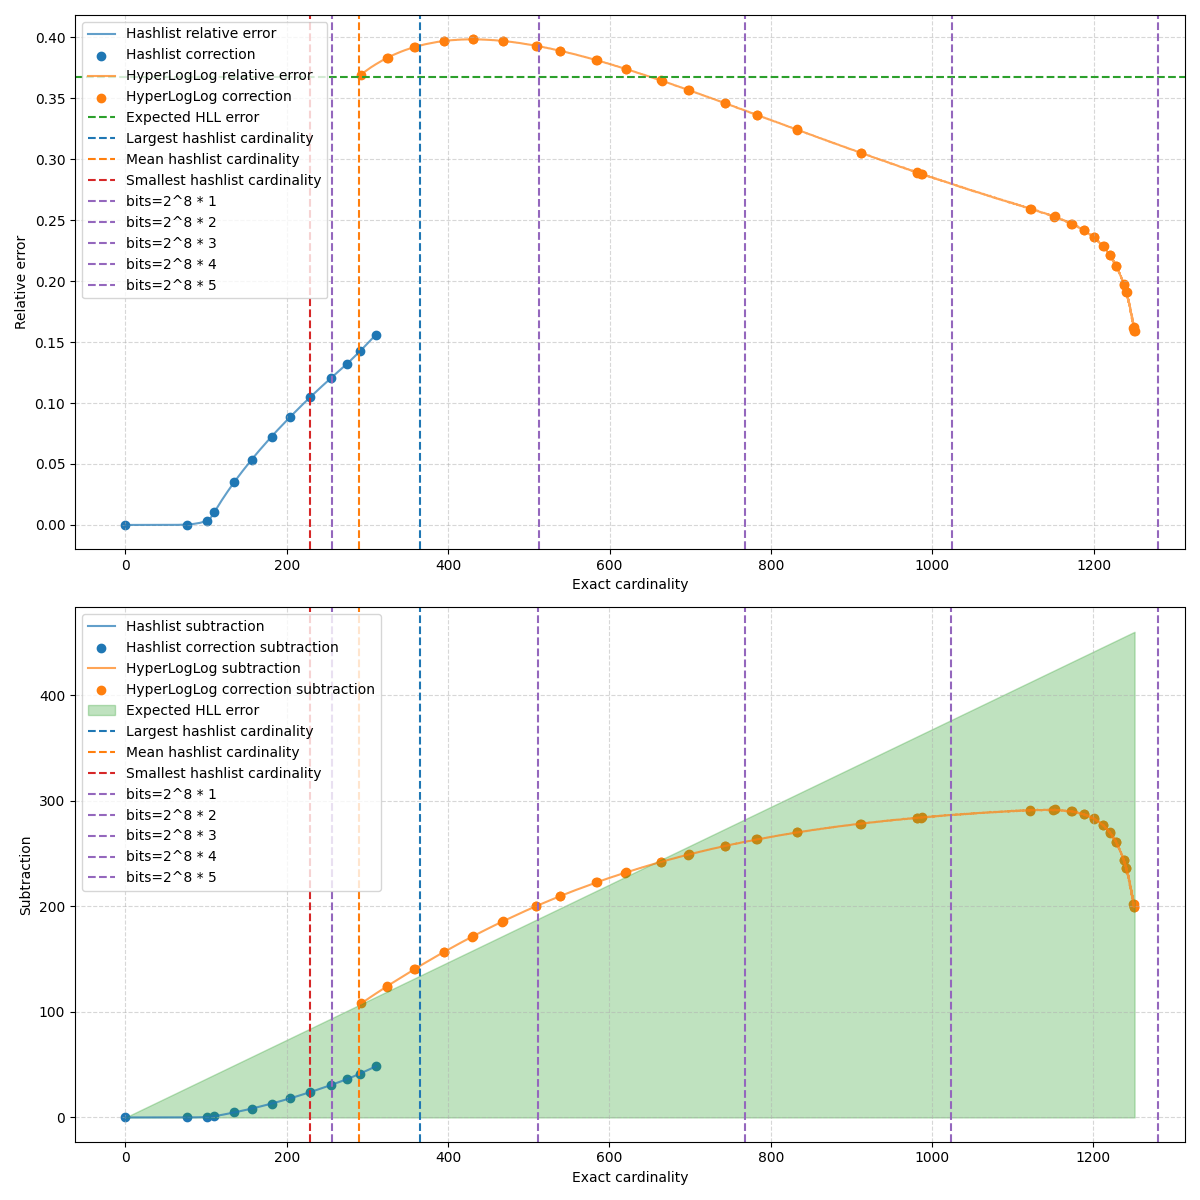 Hashlist relative error
Hashlist correction
HyperLogLog relative error
HyperLogLog correction
Expected HLL error
Largest hashlist cardinality
Mean hashlist cardinality
Smallest hashlist cardinality
bits=2^8 * 1
bits=2^8 * 2
bits=2^8 * 3
bits=2^8 * 4
bits=2^8 * 5
0.40
0.35
0.30
0.25
0.20
0.15
0.10
0.05
0.00
Relative error
0 200 400 600 800 1000 1200
Exact cardinality
Hashlist subtraction
Hashlist correction subtraction
HyperLogLog subtraction
HyperLogLog correction subtraction
Expected HLL error
Largest hashlist cardinality
Mean hashlist cardinality
Smallest hashlist cardinality
bits=2^8 * 1
bits=2^8 * 2
bits=2^8 * 3
bits=2^8 * 4
bits=2^8 * 5
400
300
200
100
0
Subtraction
0 200 400 600 800 1000 1200
Exact cardinality